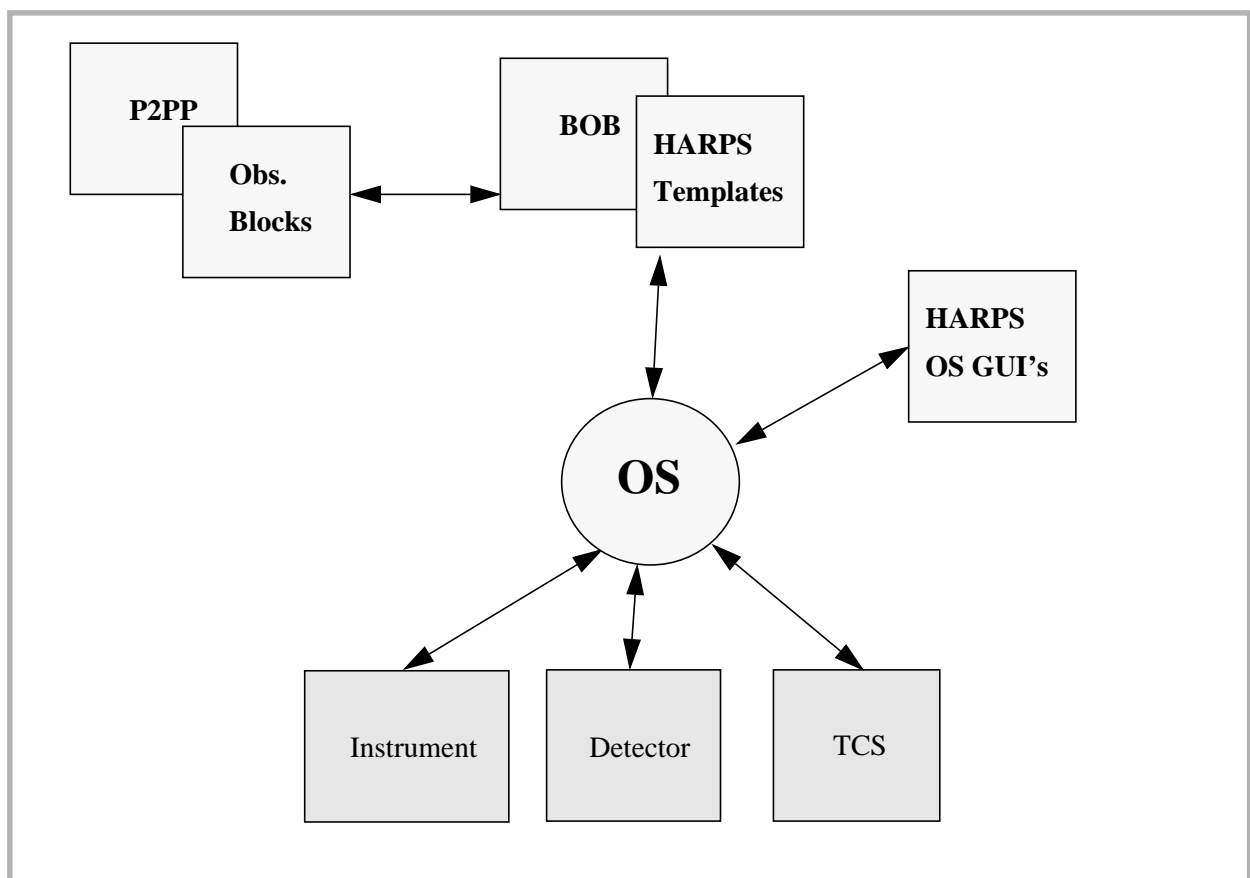 P2PP
Obs.
Blocks
BOB
HARPS
Templates
HARPS
OS GUI’s
OS
Instrument
Detector
TCS